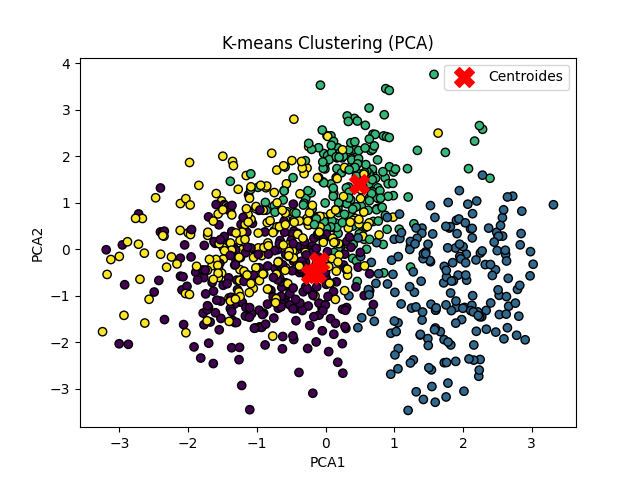 K-means Clustering (PCA)
Centroides
4
3
2
1
0
−1
−2
−3
PCA2
−3 −2 −1 0 1 2 3
PCA1